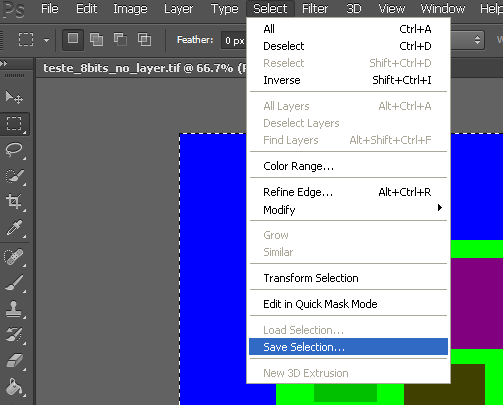 Ps File Edit Image Layer Type Select Filter 3D View Window Help
Feather: 0 px
teste_8bits_no_layer.tif @ 66.7% (
All Ctrl+A
Deselect Ctrl+D
Reselect Shift+Ctrl+D
Inverse Shift+Ctrl+I
All Layers Alt+Ctrl+A
Deselect Layers
Find Layers Alt+Shift+Ctrl+F
Color Range...
Refine Edge... Alt+Ctrl+R
Modify
Grow
Similar
Transform Selection
Edit in Quick Mask Mode
Load Selection...
Save Selection...
New 3D Extrusion